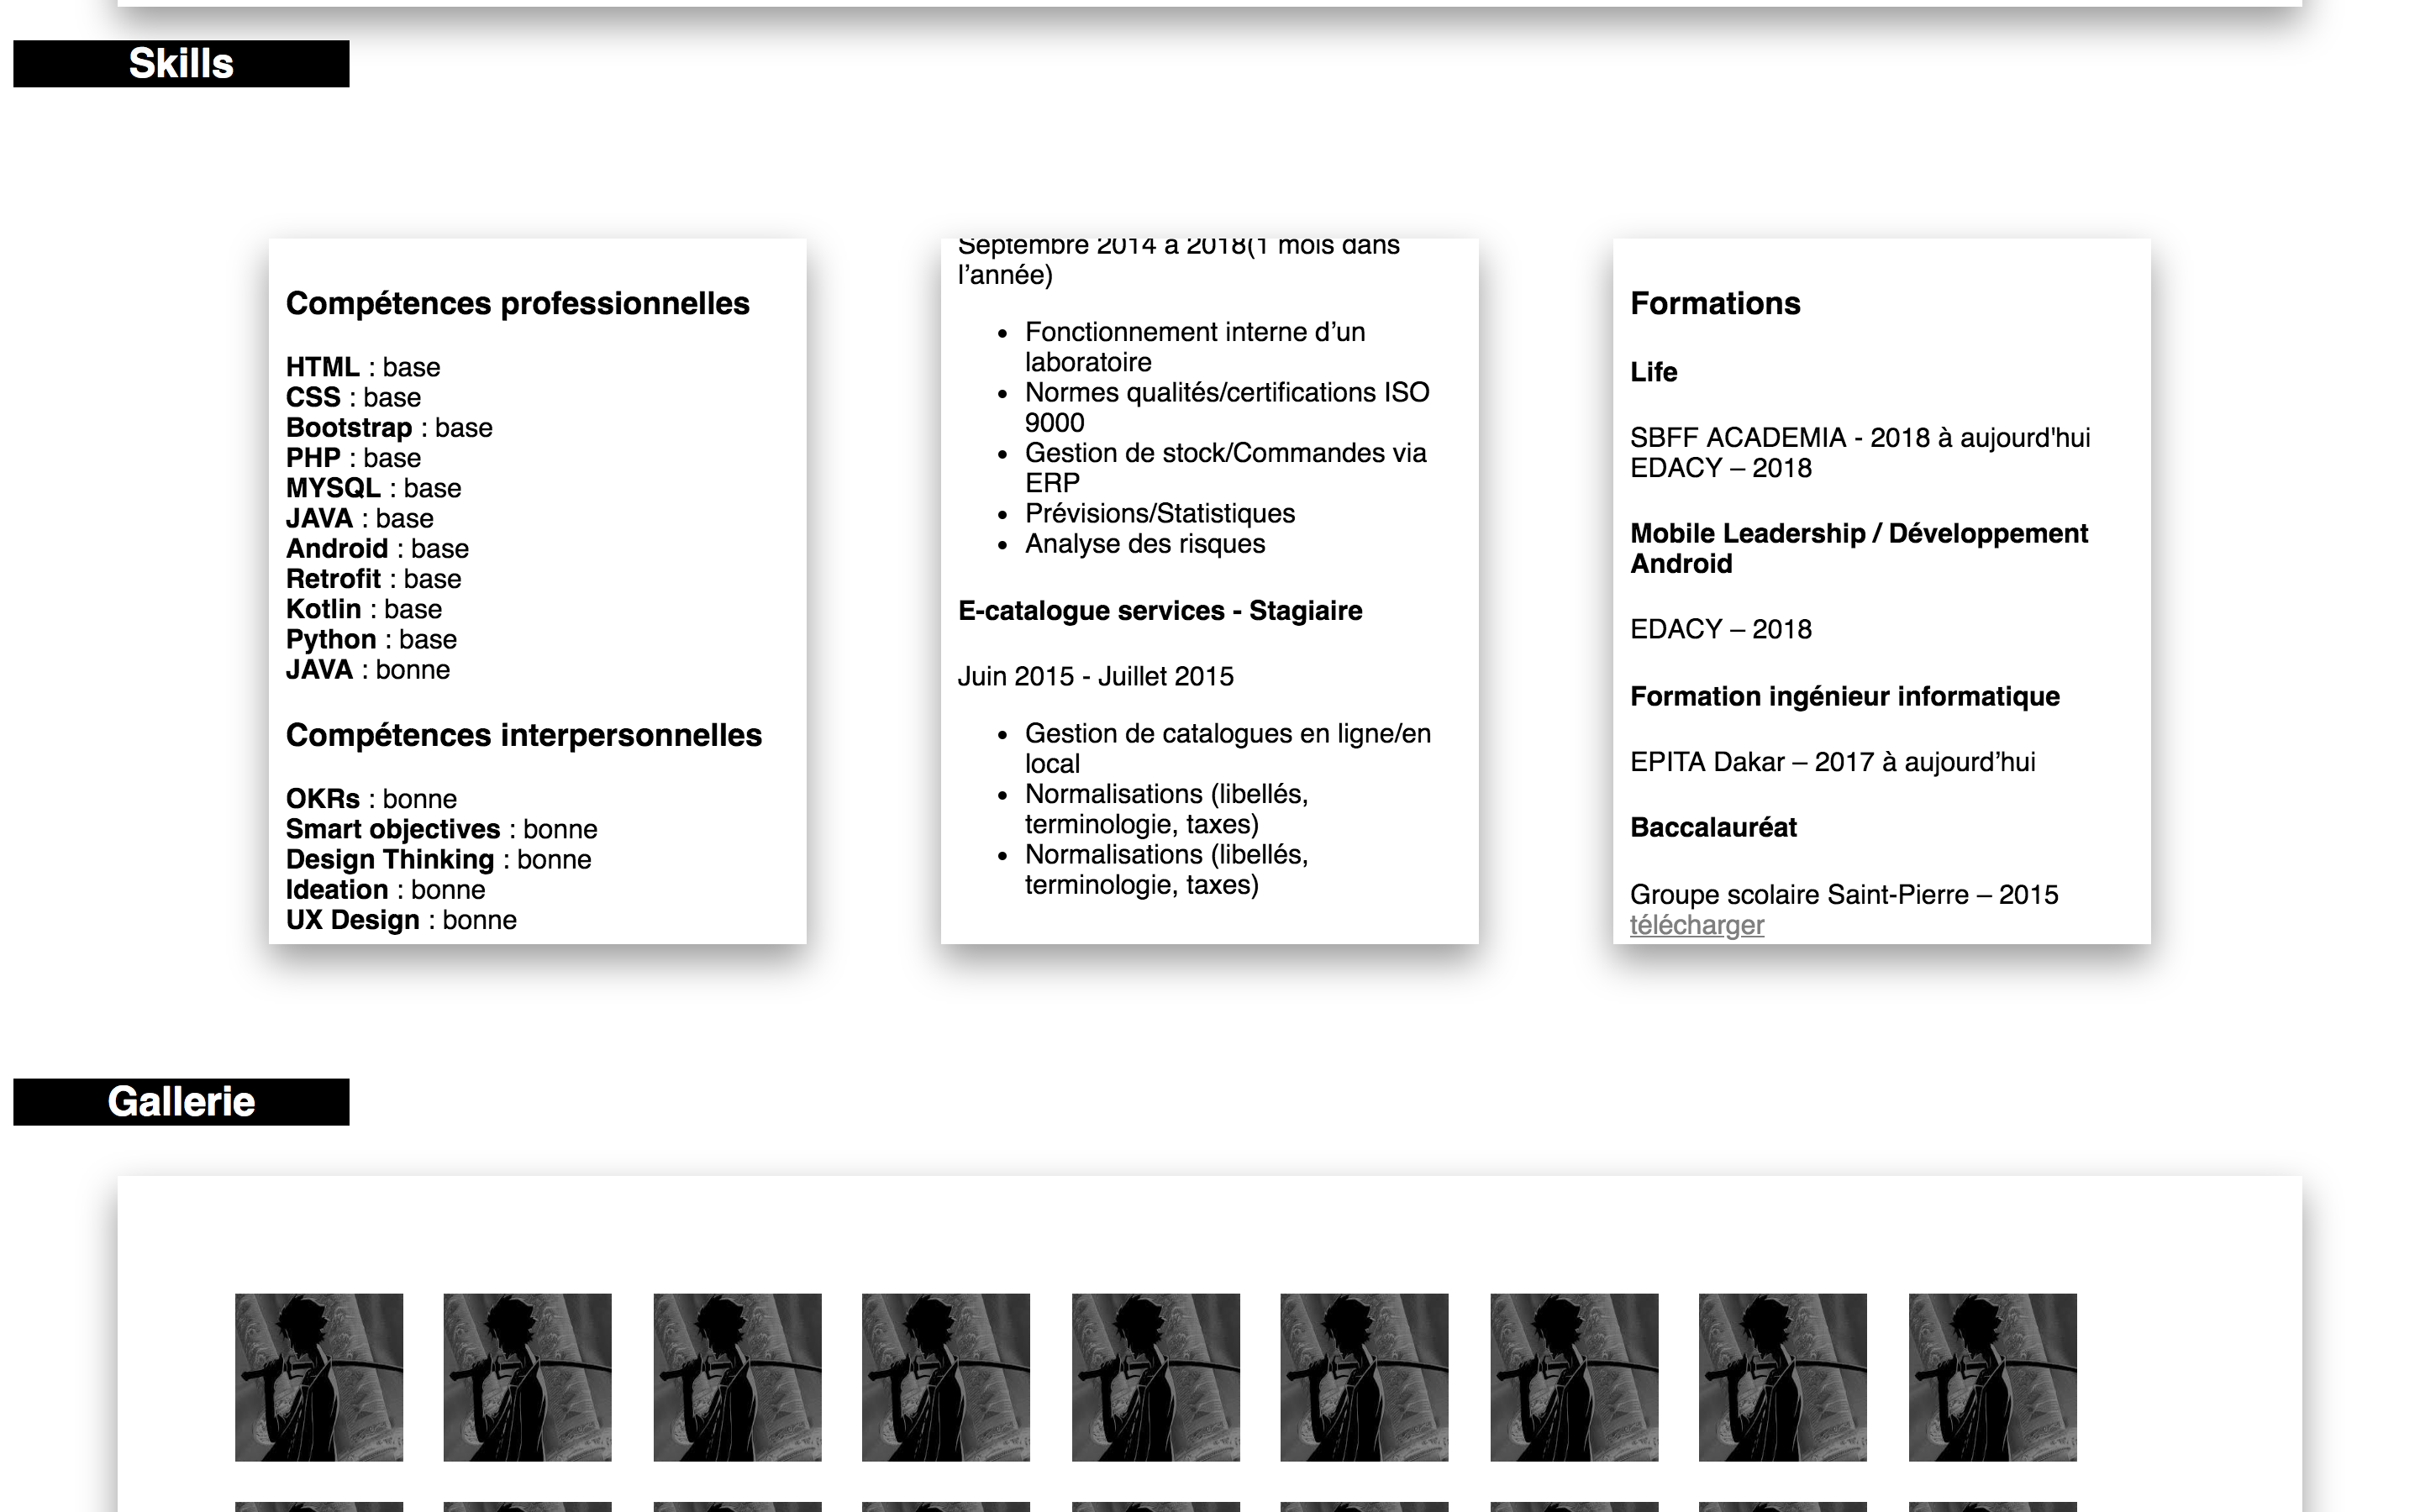 Skills
Compétences professionnelles
HTML : base
CSS : base
Bootstrap : base
PHP : base
MYSQL : base
JAVA : base
Android : base
Retrofit : base
Kotlin : base
Python : base
JAVA : bonne
Compétences interpersonnelles
OKRs : bonne
Smart objectives : bonne
Design Thinking : bonne
Ideation : bonne
UX Design : bonne
Septembre 2014 à 2018(1 mois dans
l’année)
• Fonctionnement interne d’un
laboratoire
• Normes qualités/certifications ISO
9000
• Gestion de stock/Commandes via
ERP
• Prévisions/Statistiques
• Analyse des risques
E-catalogue services - Stagiaire
Juin 2015 - Juillet 2015
• Gestion de catalogues en ligne/en
local
• Normalisations (libellés,
terminologie, taxes)
• Normalisations (libellés,
terminologie, taxes)
Formations
Life
SBFF ACADEMIA - 2018 à aujourd'hui
EDACY – 2018
Mobile Leadership / Développement
Android
EDACY – 2018
Formation ingénieur informatique
EPITA Dakar – 2017 à aujourd’hui
Baccalauréat
Groupe scolaire Saint-Pierre – 2015
télécharger
Gallerie